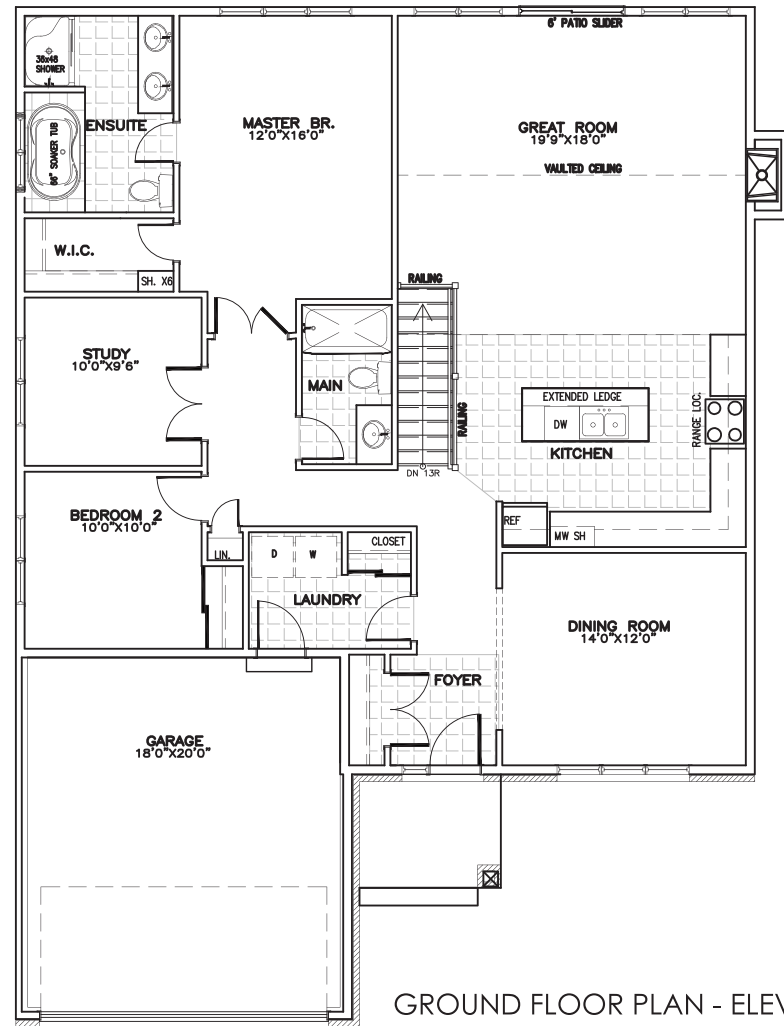 6' PATIO SLIDER
36x48
SHOWER
ENSUITE
66" SOAKER TUB
MASTER BR.
12'0"X16'0"
GREAT ROOM
19'9"X18'0"
VAULTED CEILING
W.I.C.
SH. X6
RAILING
STUDY
10'0"X9'6"
MAIN
RAILING
EXTENDED LEDGE
DW
KITCHEN
RANGE LOC.
DN 13R
BEDROOM 2
10'0"X10'0"
REF
MW SH
LIN.
D
W
CLOSET
LAUNDRY
DINING ROOM
14'0"X12'0"
FOYER
GARAGE
18'0"X20'0"
GROUND FLOOR PLAN - ELEV